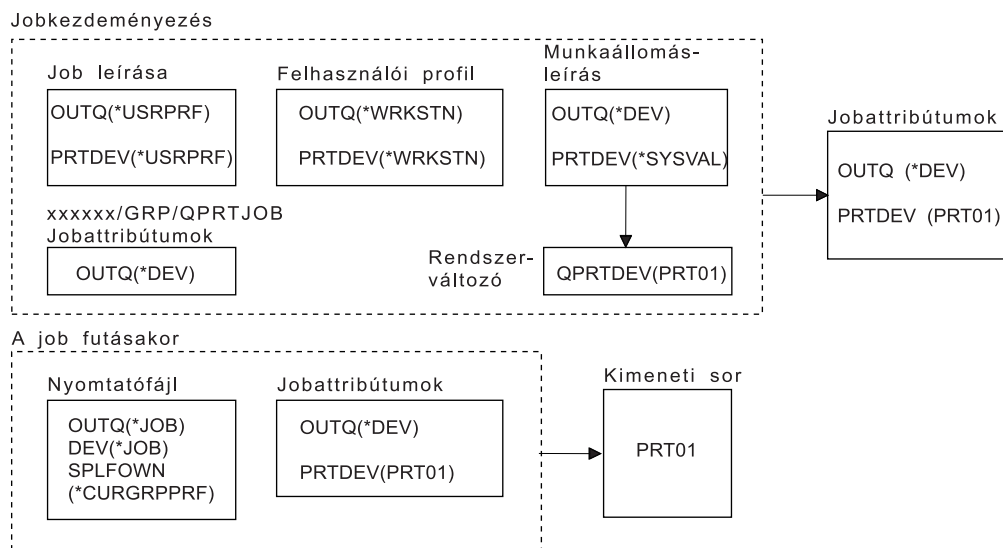 Jobkezdeményezés
Job leírása
OUTQ(*USRPRF)
PRTDEV(*USRPRF)
Felhasználói profil
OUTQ(*WRKSTN)
PRTDEV(*WRKSTN)
Munkaállomás-
leírás
OUTQ(*DEV)
PRTDEV(*SYSVAL)
Jobattribútumok
OUTQ (*DEV)
PRTDEV (PRT01)
xxxxxx/GRP/QPRTJOB
Jobattribútumok
OUTQ(*DEV)
Rendszer-
változó
QPRTDEV(PRT01)
A job futásakor
Nyomtatófájl
OUTQ(*JOB)
DEV(*JOB)
SPLFOWN
(*CURGRPPRF)
Jobattribútumok
OUTQ(*DEV)
PRTDEV(PRT01)
Kimeneti sor
PRT01